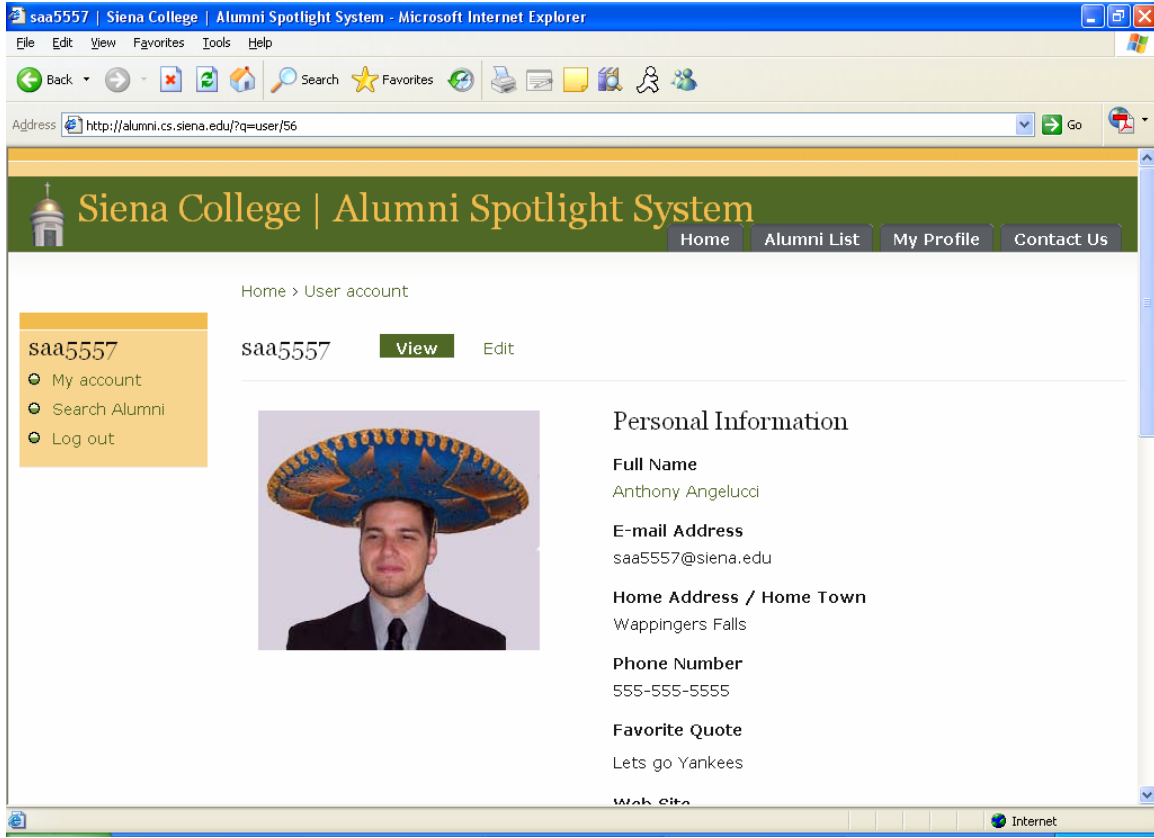 saa5557 | Siena College | Alumni Spotlight System - Microsoft Internet Explorer
File Edit View Favorites Tools Help
Back Search Favorites
Address http://alumni.cs.siena.edu/?q=user/56 Go
Siena College | Alumni Spotlight System
Home Alumni List My Profile Contact Us
Home > User account
saa5557
My account
Search Alumni
Log out
saa5557 View Edit
Personal Information
Full Name
Anthony Angelucci
E-mail Address
saa5557@siena.edu
Home Address / Home Town
Wappingers Falls
Phone Number
555-555-5555
Favorite Quote
Lets go Yankees
Web Site
Internet